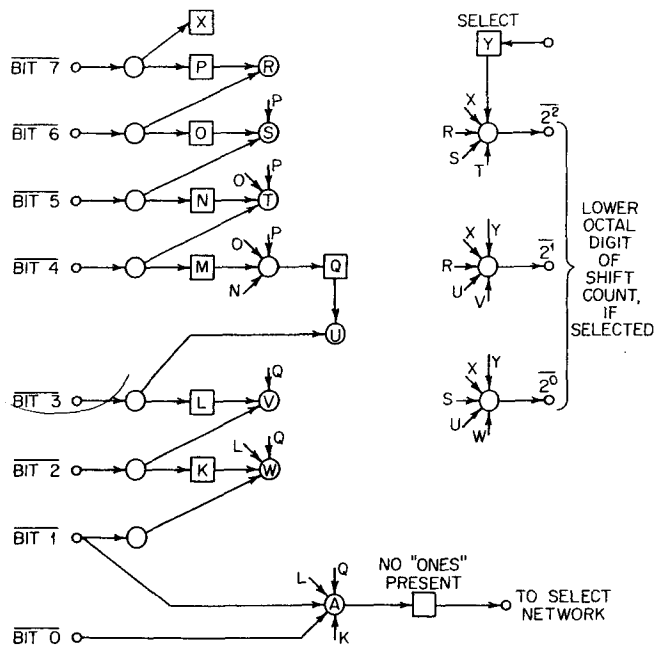 X
SELECT
Y
BIT 7
P
R
X
P
BIT 6
O
S
R
2²
S
T
P
O
BIT 5
N
T
LOWER
OCTAL
DIGIT
OF
SHIFT
COUNT,
IF
SELECTED
P
O
BIT 4
M
N
Q
X
Y
R
2¹
U
V
U
Q
BIT 3
L
V
X
Y
S
2⁰
U
W
L
Q
BIT 2
K
W
BIT 1
NO "ONES"
PRESENT
L
Q
A
K
TO SELECT
NETWORK
BIT 0